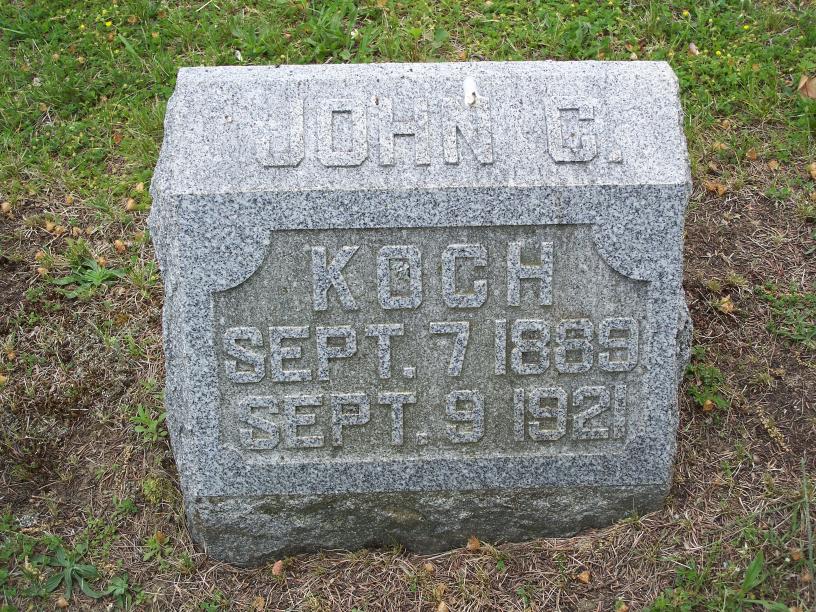 JOHN C.
KOCH
SEPT. 7 1889
SEPT. 9 1921